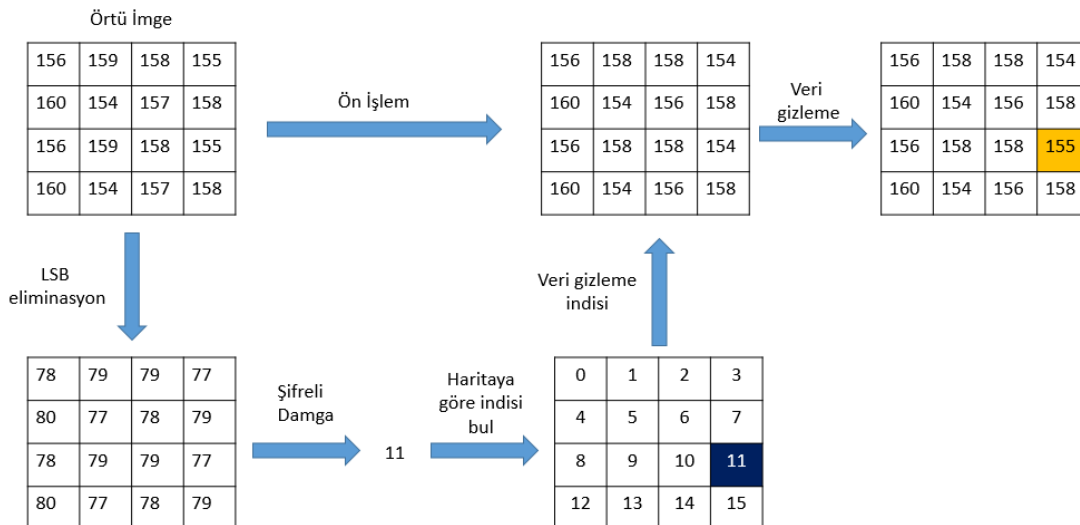 Örtü İmge
156 159 158 155
160 154 157 158
156 159 158 155
160 154 157 158
Ön İşlem
156 158 158 154
160 154 156 158
156 158 158 154
160 154 156 158
Veri
gizleme
156 158 158 154
160 154 156 158
156 158 158 155
160 154 156 158
LSB
eliminasyon
Veri gizleme
indisi
78 79 79 77
80 77 78 79
78 79 79 77
80 77 78 79
Şifreli
Damga
11
Haritaya
göre indisi
bul
0 1 2 3
4 5 6 7
8 9 10 11
12 13 14 15